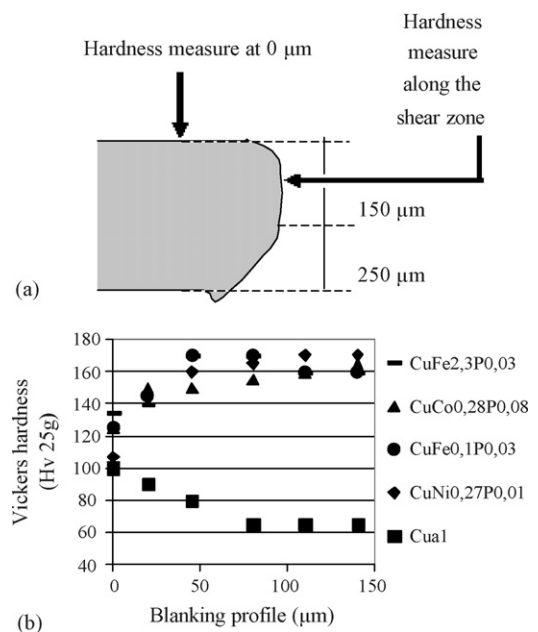 (a)
Hardness measure at 0 μm
Hardness
measure
along the
shear zone
150 μm
250 μm
(b)
Vickers hardness
(Hv 25g)
180
160
140
120
100
80
60
40
0
50
100
150
Blanking profile (μm)
CuFe2,3P0,03
CuCo0,28P0,08
CuFe0,1P0,03
CuNi0,27P0,01
Cua1